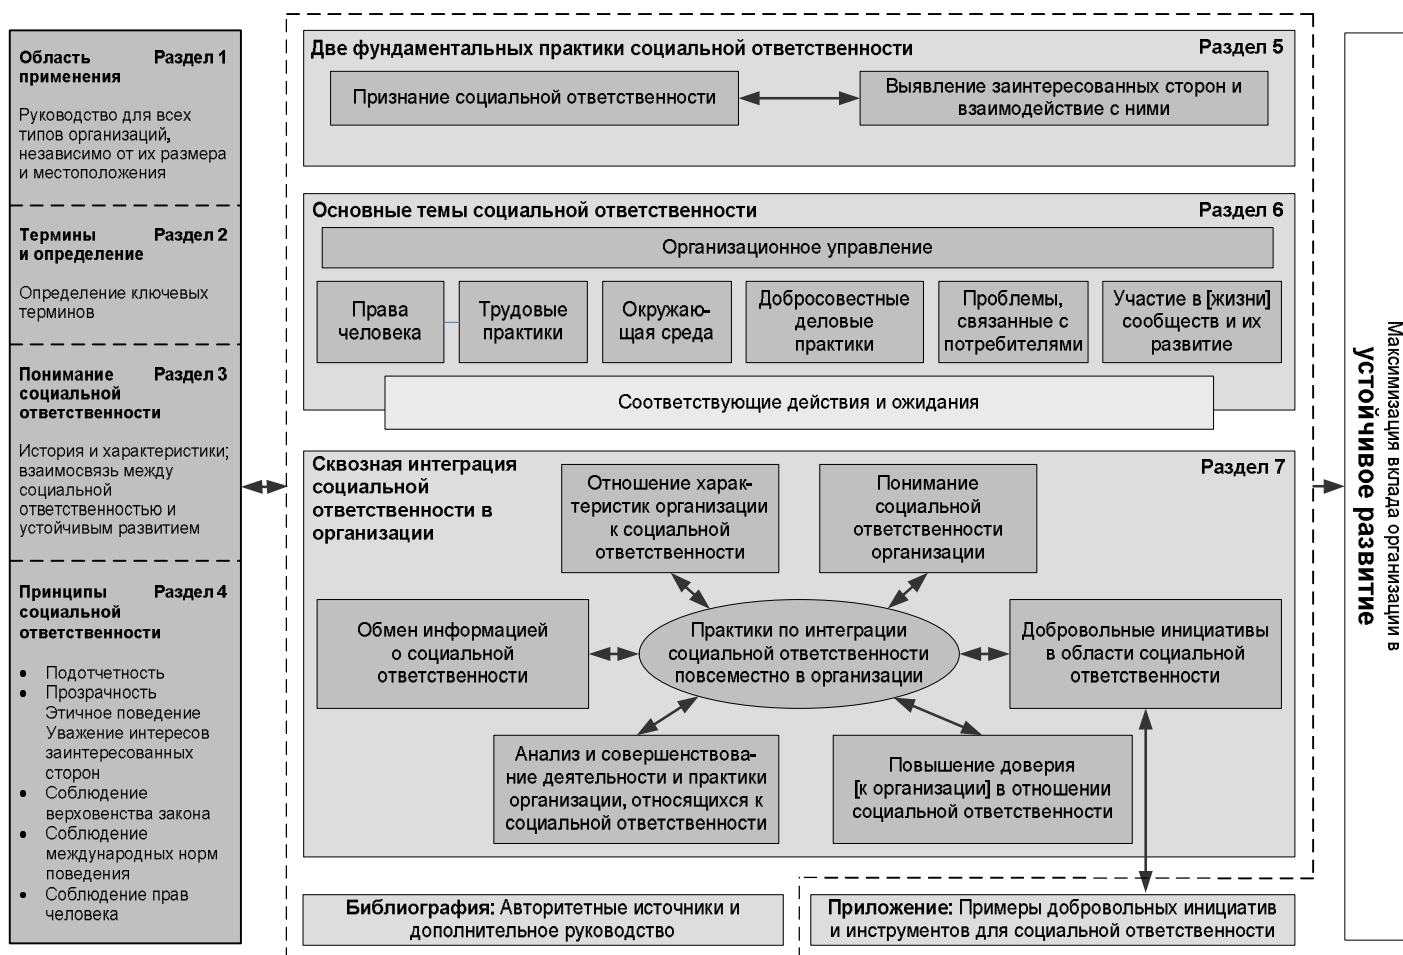 Область Раздел 1
применения
Руководство для всех
типов организаций,
независимо от их размера
и местоположения
Термины Раздел 2
и определение
Определение ключевых
терминов
Понимание Раздел 3
социальной
ответственности
История и характеристики;
взаимосвязь между
социальной
ответственностью и
устойчивым развитием
Принципы Раздел 4
социальной
ответственности
• Подотчетность
• Прозрачность
Этичное поведение
Уважение интересов
заинтересованных
сторон
• Соблюдение
верховенства закона
• Соблюдение
международных норм
поведения
• Соблюдение прав
человека
Две фундаментальных практики социальной ответственности Раздел 5
Признание социальной ответственности
Выявление заинтересованных сторон и
взаимодействие с ними
Основные темы социальной ответственности Раздел 6
Организационное управление
Права
человека
Трудовые
практики
Окружаю-
щая среда
Добросовестные
деловые
практики
Проблемы,
связанные с
потребителями
Участие в [жизни]
сообществ и их
развитие
Соответствующие действия и ожидания
Сквозная интеграция Раздел 7
социальной
ответственности в
организации
Отношение харак-
теристик организации
к социальной
ответственности
Понимание
социальной
ответственности
организации
Обмен информацией
о социальной
ответственности
Практики по интеграции
социальной ответственности
повсеместно в организации
Добровольные инициативы
в области социальной
ответственности
Анализ и совершенствова-
ние деятельности и практики
организации, относящихся к
социальной ответственности
Повышение доверия
[к организации] в отношении
социальной ответственности
Библиография: Авторитетные источники и
дополнительное руководство
Приложение: Примеры добровольных инициатив
и инструментов для социальной ответственности
Максимизация вклада организации в
устойчивое развитие